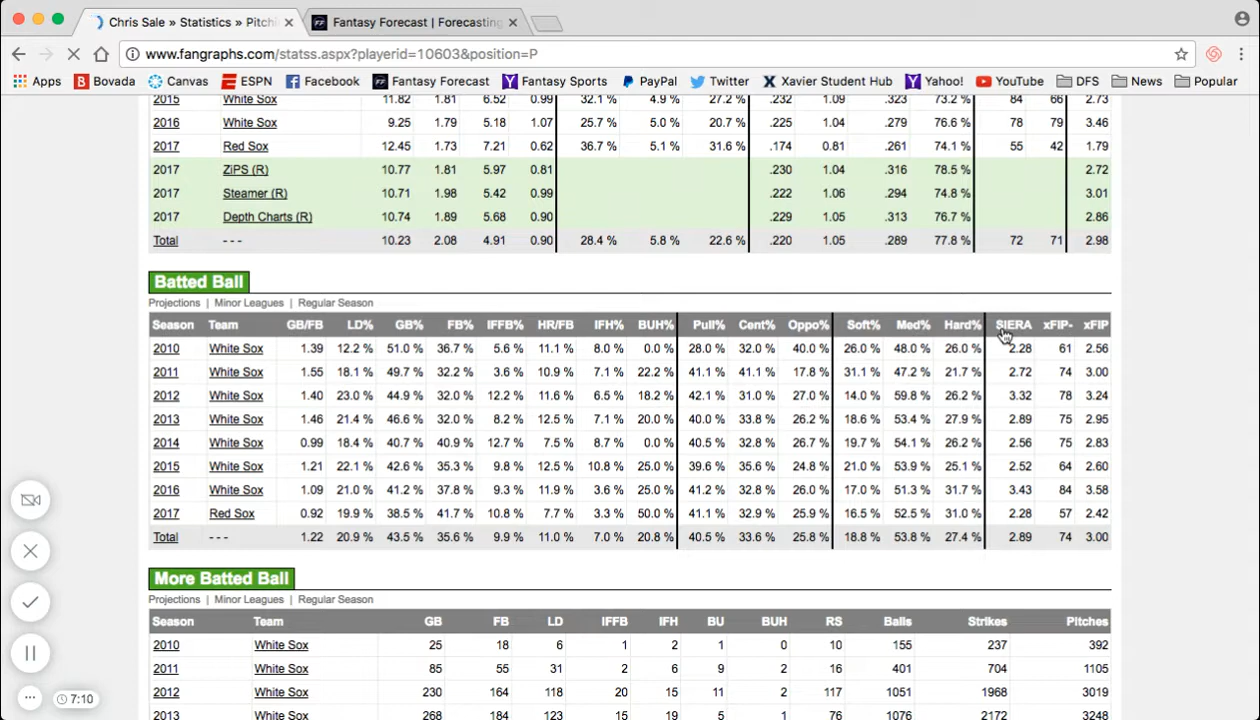 Chris Sale » Statistics » Pitchi
Fantasy Forecast | Forecasting
www.fangraphs.com/statss.aspx?playerid=10603&position=P
Apps Bovada Canvas ESPN Facebook Fantasy Forecast Fantasy Sports PayPal Twitter Xavier Student Hub Yahoo! YouTube DFS News Popular
2015 White Sox 11.82 1.81 6.52 0.99 32.1 % 4.9 % 27.2 % .232 1.09 .323 73.2 % 84 66 2.73
2016 White Sox 9.25 1.79 5.18 1.07 25.7 % 5.0 % 20.7 % .225 1.04 .279 76.6 % 78 79 3.46
2017 Red Sox 12.45 1.73 7.21 0.62 36.7 % 5.1 % 31.6 % .174 0.81 .261 74.1 % 55 42 1.79
2017 ZiPS (R) 10.77 1.81 5.97 0.81 .230 1.04 .316 78.5 % 2.72
2017 Steamer (R) 10.71 1.98 5.42 0.99 .222 1.06 .294 74.8 % 3.01
2017 Depth Charts (R) 10.74 1.89 5.68 0.90 .229 1.05 .313 76.7 % 2.86
Total - - - 10.23 2.08 4.91 0.90 28.4 % 5.8 % 22.6 % .220 1.05 .289 77.8 % 72 71 2.98
Batted Ball
Projections | Minor Leagues | Regular Season
Season Team GB/FB LD% GB% FB% IFFB% HR/FB IFH% BUH% Pull% Cent% Oppo% Soft% Med% Hard% SIERA xFIP- xFIP
2010 White Sox 1.39 12.2 % 51.0 % 36.7 % 5.6 % 11.1 % 8.0 % 0.0 % 28.0 % 32.0 % 40.0 % 26.0 % 48.0 % 26.0 % 2.28 61 2.56
2011 White Sox 1.55 18.1 % 49.7 % 32.2 % 3.6 % 10.9 % 7.1 % 22.2 % 41.1 % 41.1 % 17.8 % 31.1 % 47.2 % 21.7 % 2.72 74 3.00
2012 White Sox 1.40 23.0 % 44.9 % 32.0 % 12.2 % 11.6 % 6.5 % 18.2 % 42.1 % 31.0 % 27.0 % 14.0 % 59.8 % 26.2 % 3.32 78 3.24
2013 White Sox 1.46 21.4 % 46.6 % 32.0 % 8.2 % 12.5 % 7.1 % 20.0 % 40.0 % 33.8 % 26.2 % 18.6 % 53.4 % 27.9 % 2.89 75 2.95
2014 White Sox 0.99 18.4 % 40.7 % 40.9 % 12.7 % 7.5 % 8.7 % 0.0 % 40.5 % 32.8 % 26.7 % 19.7 % 54.1 % 26.2 % 2.56 75 2.83
2015 White Sox 1.21 22.1 % 42.6 % 35.3 % 9.8 % 12.5 % 10.8 % 25.0 % 39.6 % 35.6 % 24.8 % 21.0 % 53.9 % 25.1 % 2.52 64 2.60
2016 White Sox 1.09 21.0 % 41.2 % 37.8 % 9.3 % 11.9 % 3.6 % 25.0 % 41.2 % 32.8 % 26.0 % 17.0 % 51.3 % 31.7 % 3.43 84 3.58
2017 Red Sox 0.92 19.9 % 38.5 % 41.7 % 10.8 % 7.7 % 3.3 % 50.0 % 41.1 % 32.9 % 25.9 % 16.5 % 52.5 % 31.0 % 2.28 57 2.42
Total - - - 1.22 20.9 % 43.5 % 35.6 % 9.9 % 11.0 % 7.0 % 20.8 % 40.5 % 33.6 % 25.8 % 18.8 % 53.8 % 27.4 % 2.89 74 3.00
More Batted Ball
Projections | Minor Leagues | Regular Season
Season Team GB FB LD IFFB IFH BU BUH RS Balls Strikes Pitches
2010 White Sox 25 18 6 1 2 1 0 10 155 237 392
2011 White Sox 85 55 31 2 6 9 2 16 401 704 1105
2012 White Sox 230 164 118 20 15 11 2 117 1051 1968 3019
2013 White Sox 268 184 123 15 19 5 1 76 1076 2172 3248
7:10